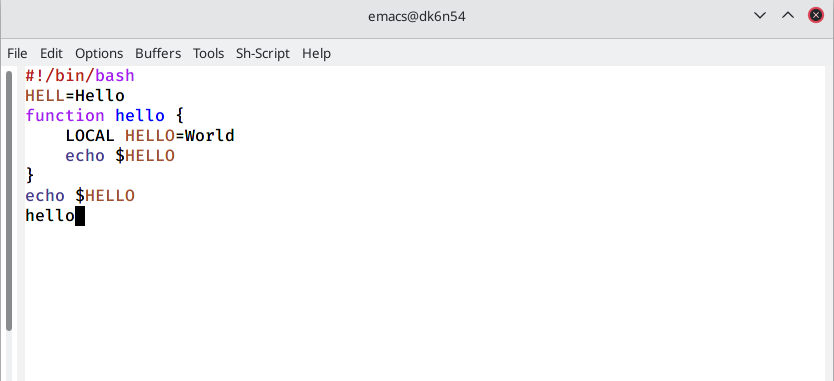 emacs@dk6n54
File Edit Options Buffers Tools Sh-Script Help
#!/bin/bash
HELL=Hello
function hello {
    LOCAL HELLO=World
    echo $HELLO
}
echo $HELLO
hello